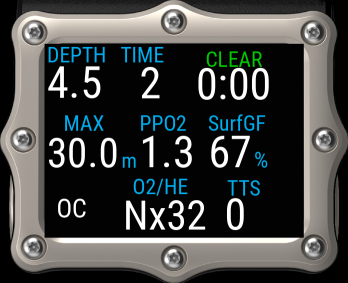 DEPTH TIME CLEAR
4.5 2 0:00
MAX PPO2 SurfGF
30.0 m 1.3 67 %
O2/HE TTS
OC Nx32 0